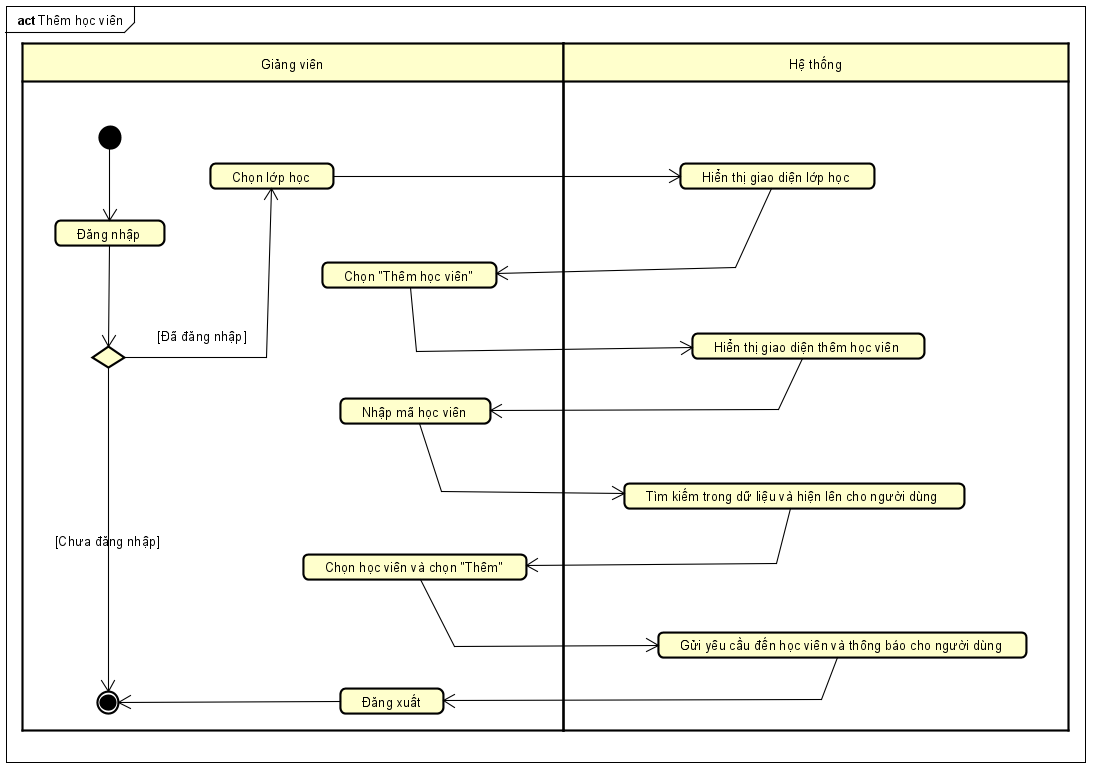 act Thêm học viên
Giảng viên
Hệ thống
Chọn lớp học
Hiển thị giao diện lớp học
Đăng nhập
Chọn "Thêm học viên"
[Đã đăng nhập]
Hiển thị giao diện thêm học viên
Nhập mã học viên
Tìm kiếm trong dữ liệu và hiện lên cho người dùng
[Chưa đăng nhập]
Chọn học viên và chọn "Thêm"
Gửi yêu cầu đến học viên và thông báo cho người dùng
Đăng xuất